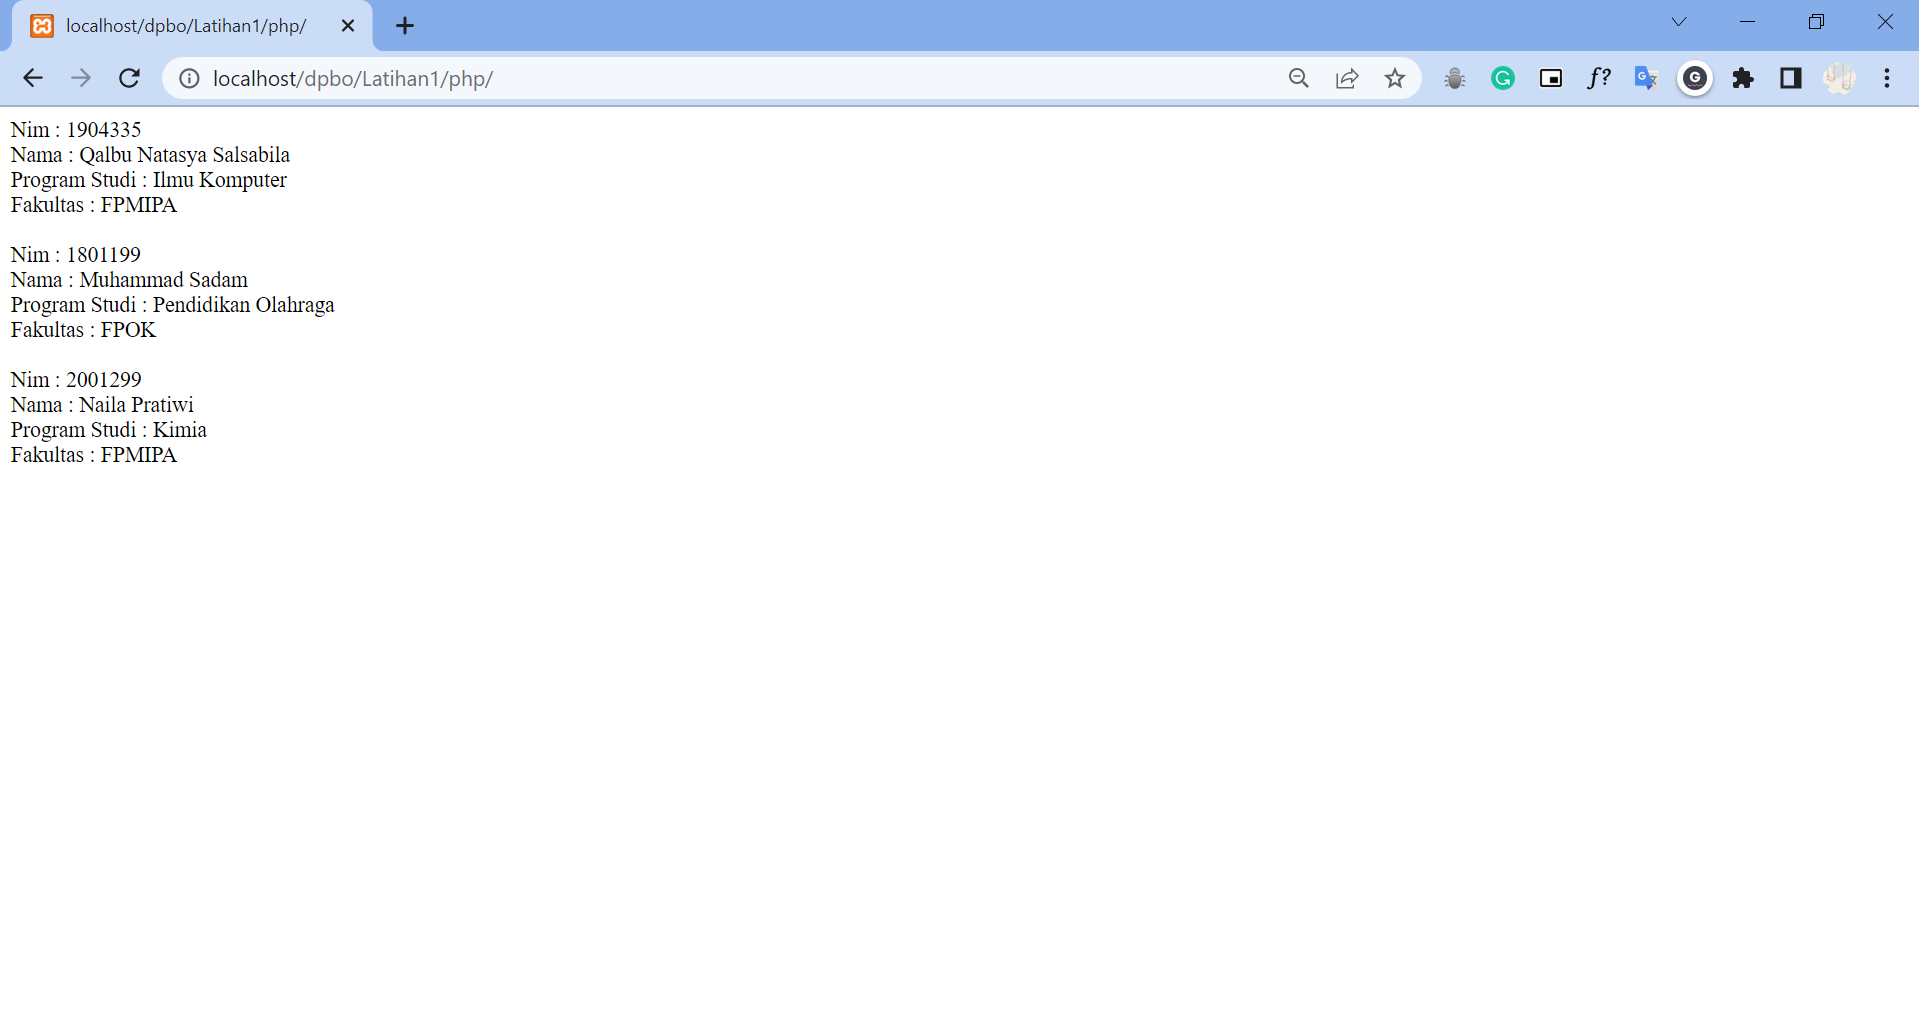 localhost/dpbo/Latihan1/php/
localhost/dpbo/Latihan1/php/
Nim : 1904335
Nama : Qalbu Natasya Salsabila
Program Studi : Ilmu Komputer
Fakultas : FPMIPA
Nim : 1801199
Nama : Muhammad Sadam
Program Studi : Pendidikan Olahraga
Fakultas : FPOK
Nim : 2001299
Nama : Naila Pratiwi
Program Studi : Kimia
Fakultas : FPMIPA